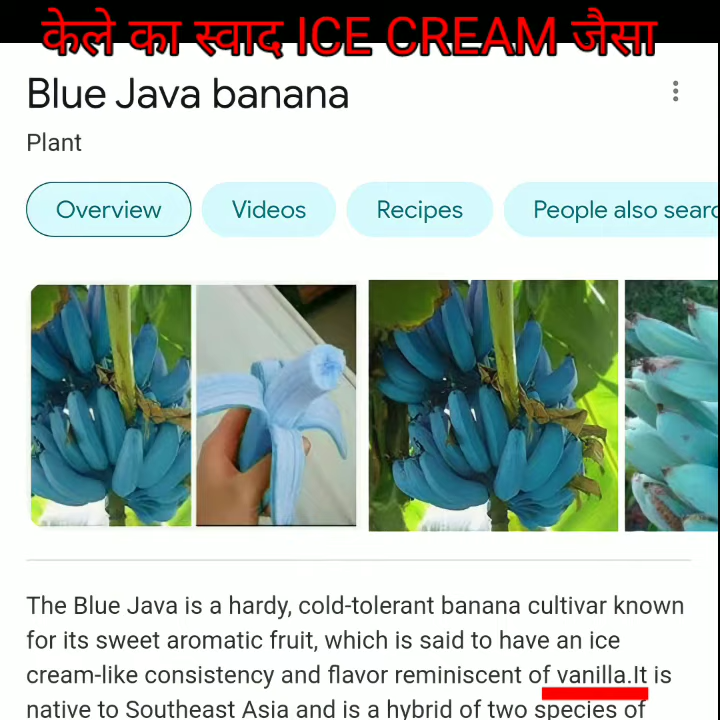 केले का स्वाद ICE CREAM जैसा
Blue Java banana
Plant
Overview Videos Recipes People also searc
The Blue Java is a hardy, cold-tolerant banana cultivar known
for its sweet aromatic fruit, which is said to have an ice
cream-like consistency and flavor reminiscent of vanilla.It is
native to Southeast Asia and is a hybrid of two species of